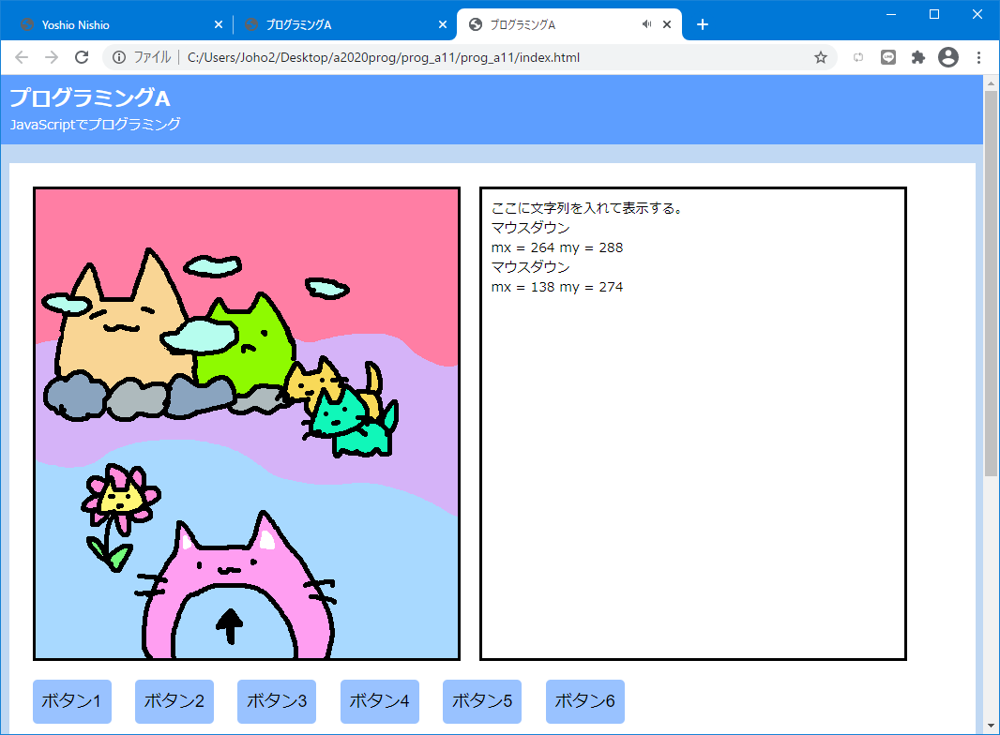 Yoshio Nishio
プログラミングA
プログラミングA
ファイル
C:/Users/Joho2/Desktop/a2020prog/prog_a11/prog_a11/index.html
プログラミングA
JavaScriptでプログラミング
ここに文字列を入れて表示する。
マウスダウン
mx = 264 my = 288
マウスダウン
mx = 138 my = 274
ボタン1
ボタン2
ボタン3
ボタン4
ボタン5
ボタン6